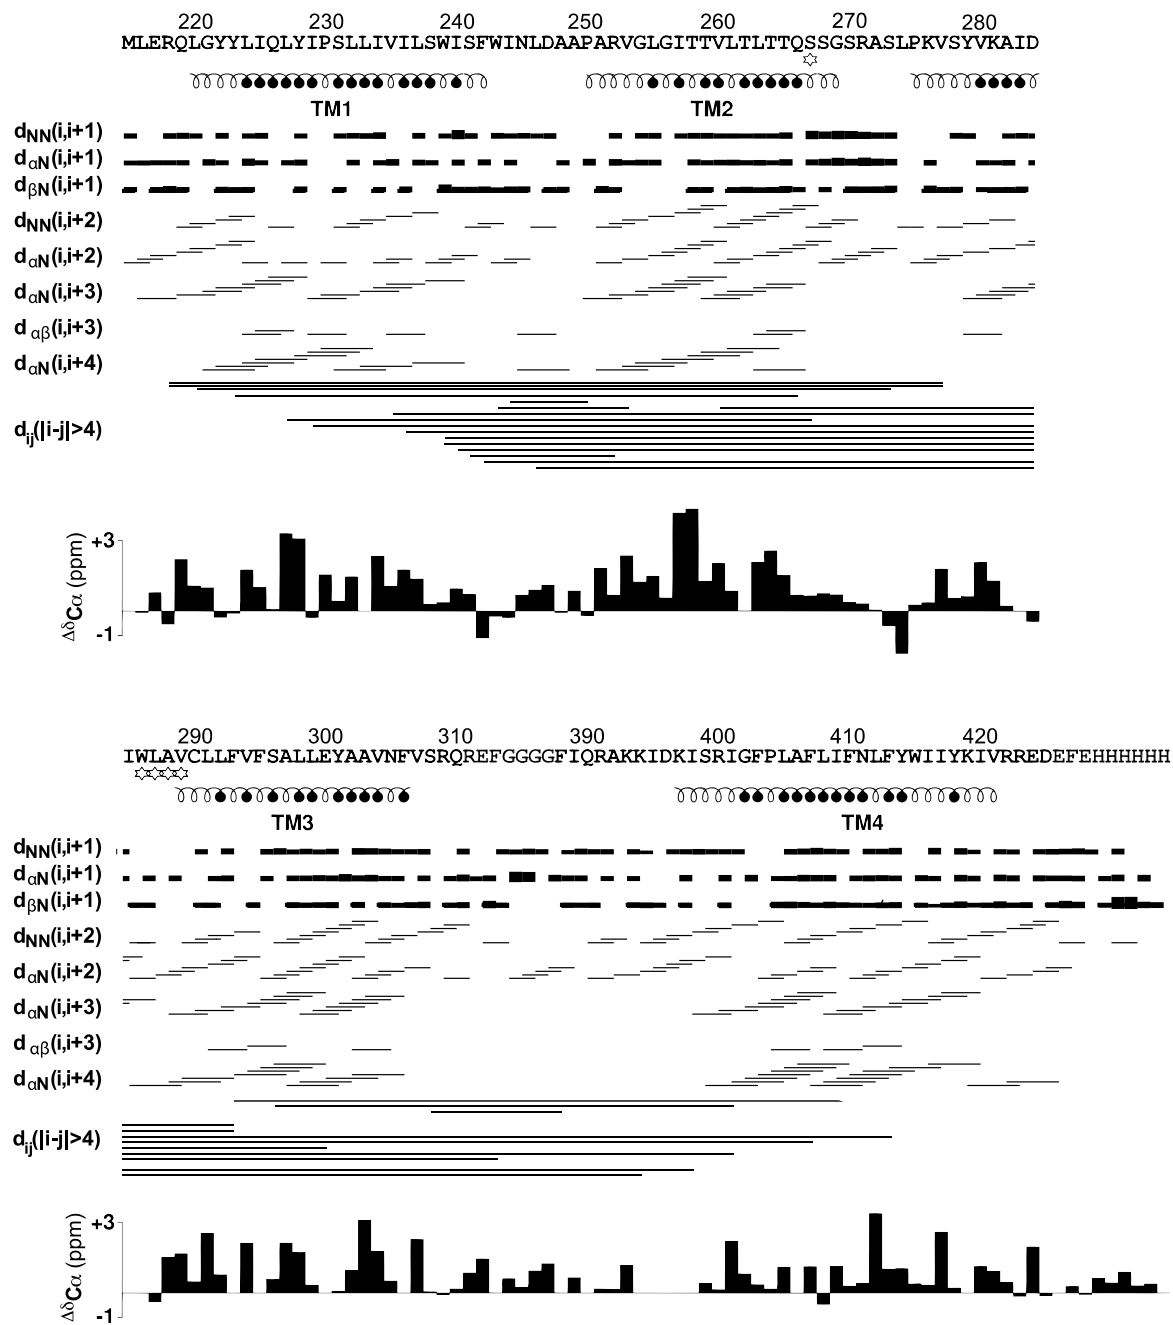 220 230 240 250 260 270 280
MLERQLGYYLIQLYIPSLLIVILSWISFWINLDAAPARVGLGITTVLTLTTQSSGSRASLPKVSYVKAID
TM1 TM2
dNN(i,i+1)
dαN(i,i+1)
dβN(i,i+1)
dNN(i,i+2)
dαN(i,i+2)
dαN(i,i+3)
dαβ(i,i+3)
dαN(i,i+4)
dij(|i-j|>4)
+3
ΔδCα (ppm)
-1
290 300 310 390 400 410 420
IWLAVCLLFVFSALLEYAAVNFVSRQREFGGGGFIQRAKKIDKISRIGFPLAFLIFNLFYWIIYKIVRREDEFEHHHHHH
TM3 TM4
dNN(i,i+1)
dαN(i,i+1)
dβN(i,i+1)
dNN(i,i+2)
dαN(i,i+2)
dαN(i,i+3)
dαβ(i,i+3)
dαN(i,i+4)
dij(|i-j|>4)
+3
ΔδCα (ppm)
-1